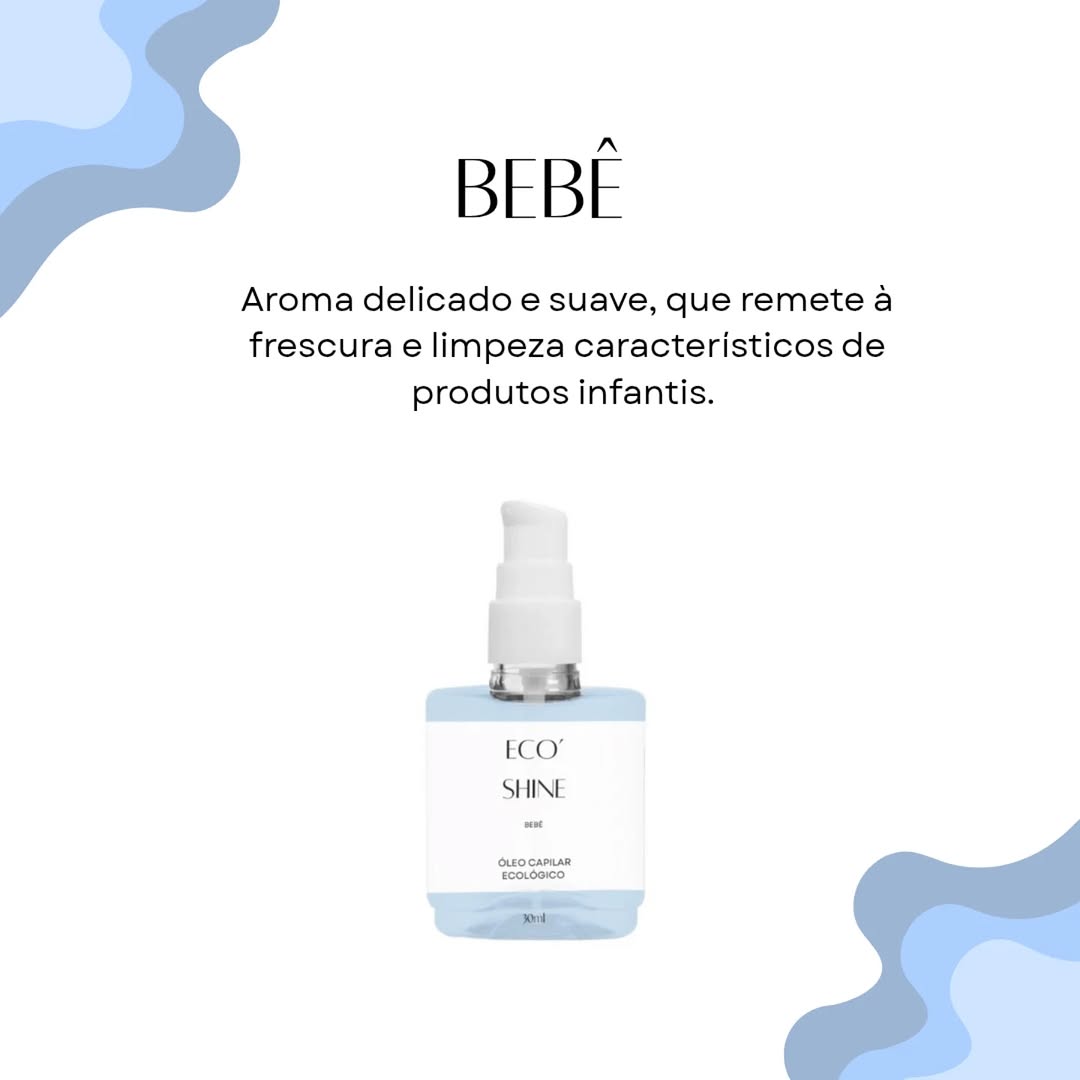 BEBÊ
Aroma delicado e suave, que remete à
frescura e limpeza característicos de
produtos infantis.
ECO´
SHINE
BEBÊ
ÓLEO CAPILAR
ECOLÓGICO
30ml